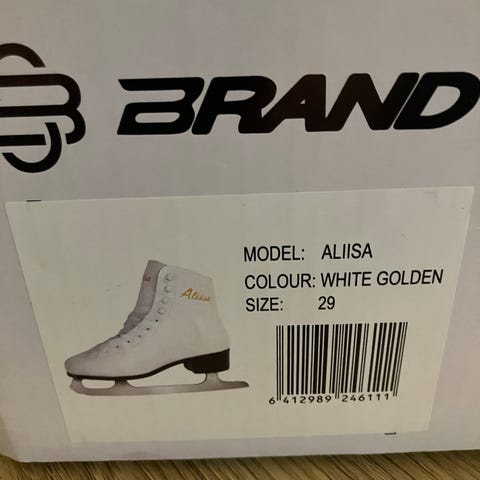 BRAND
MODEL: ALIISA
COLOUR: WHITE GOLDEN
SIZE: 29
Aliisa
6 412989 246111